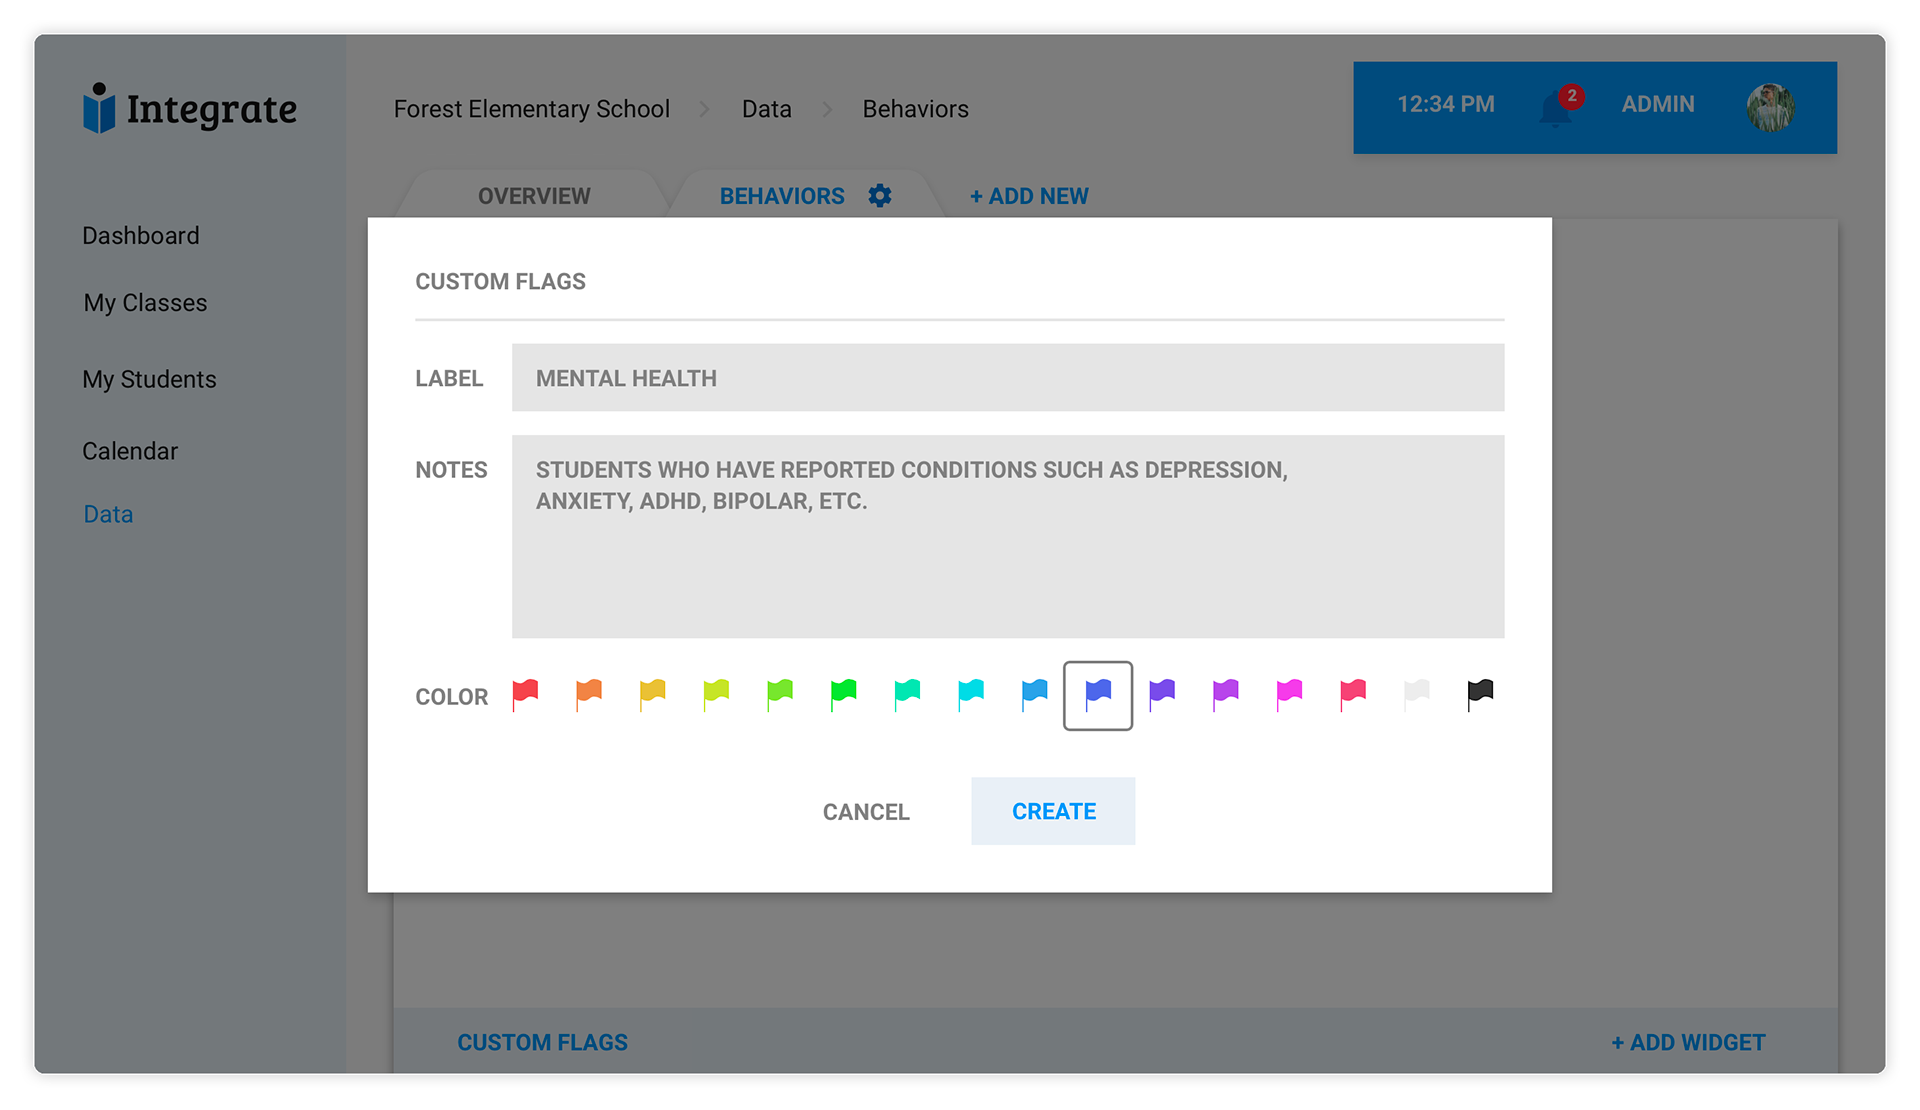 Integrate
Forest Elementary School > Data > Behaviors
12:34 PM 2 ADMIN
OVERVIEW BEHAVIORS + ADD NEW
Dashboard
My Classes
My Students
Calendar
Data
CUSTOM FLAGS
LABEL MENTAL HEALTH
NOTES STUDENTS WHO HAVE REPORTED CONDITIONS SUCH AS DEPRESSION,
ANXIETY, ADHD, BIPOLAR, ETC.
COLOR
CANCEL CREATE
CUSTOM FLAGS + ADD WIDGET